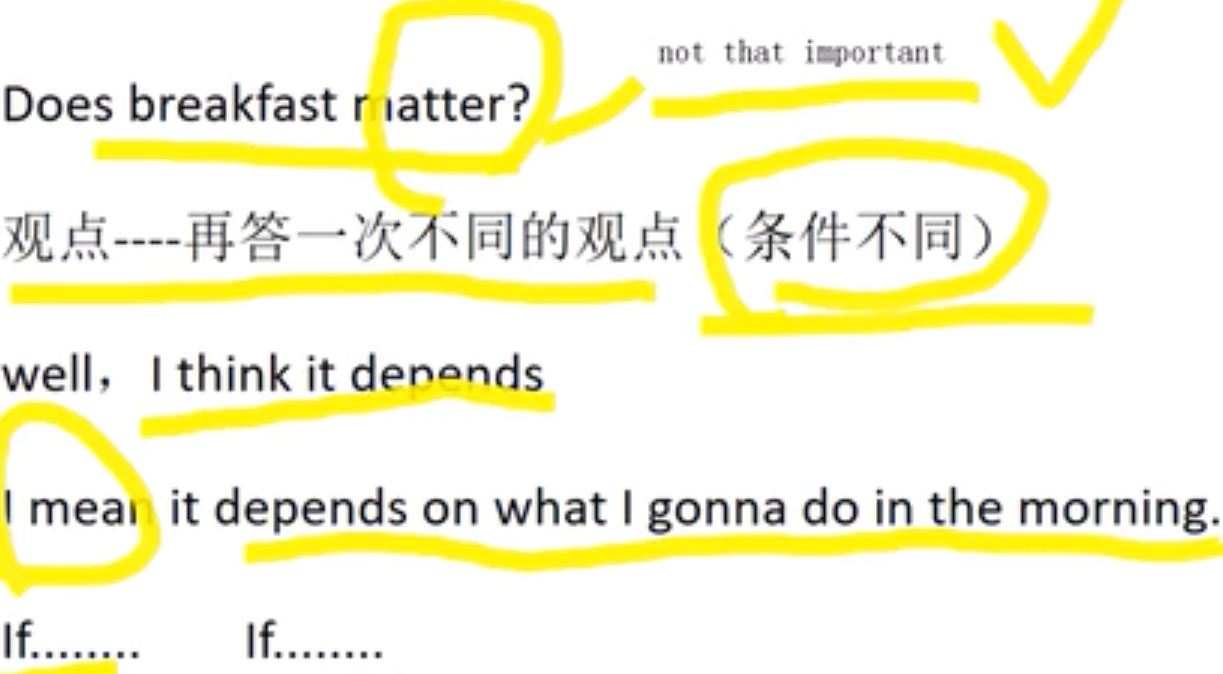 not that important
Does breakfast matter?
观点----再答一次不同的观点（条件不同）
well， I think it depends
I mean it depends on what I gonna do in the morning.
If........ If........